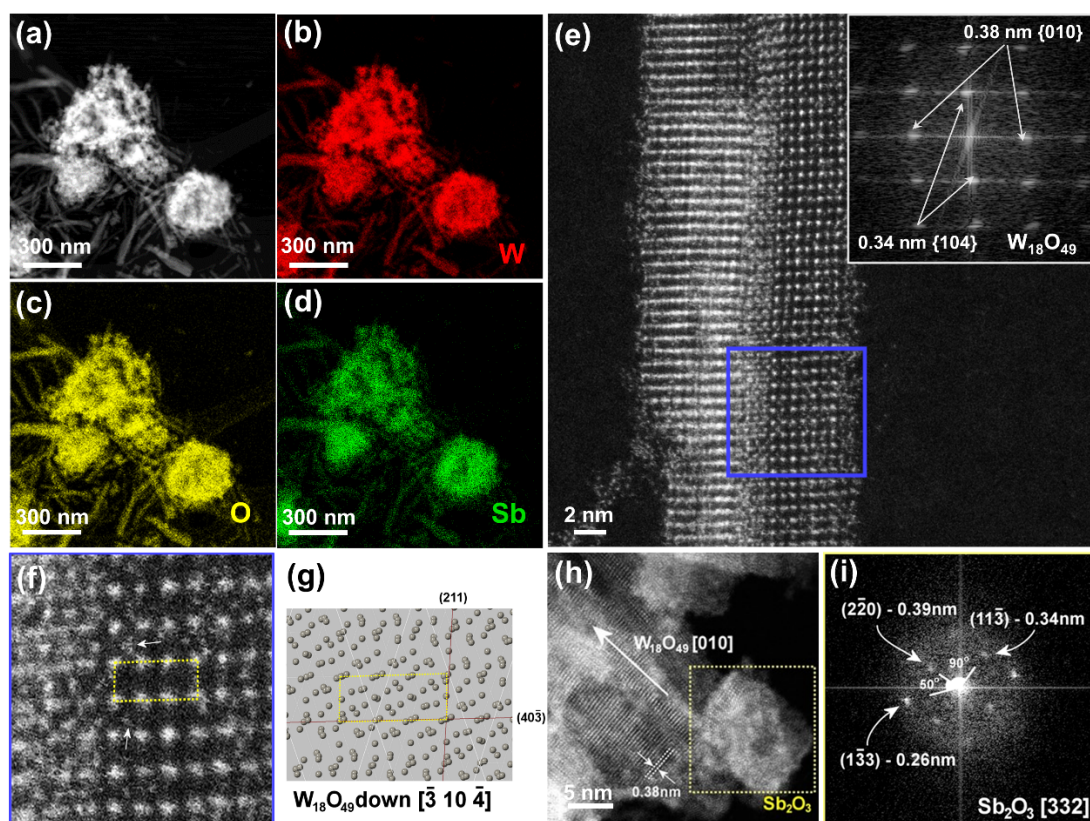 (a)
300 nm
(b)
300 nm
W
(c)
300 nm
O
(d)
300 nm
Sb
(e)
2 nm
0.38 nm {010}
0.34 nm {104}
W₁₈O₄₉
(f)
(g)
(211)
(403̄)
W₁₈O₄₉down [3̄ 10 4̄]
(h)
W₁₈O₄₉ [010]
0.38nm
5 nm
Sb₂O₃
(i)
(22̄0) - 0.39nm
(113̄) - 0.34nm
90°
50°
(13̄3) - 0.26nm
Sb₂O₃ [332]